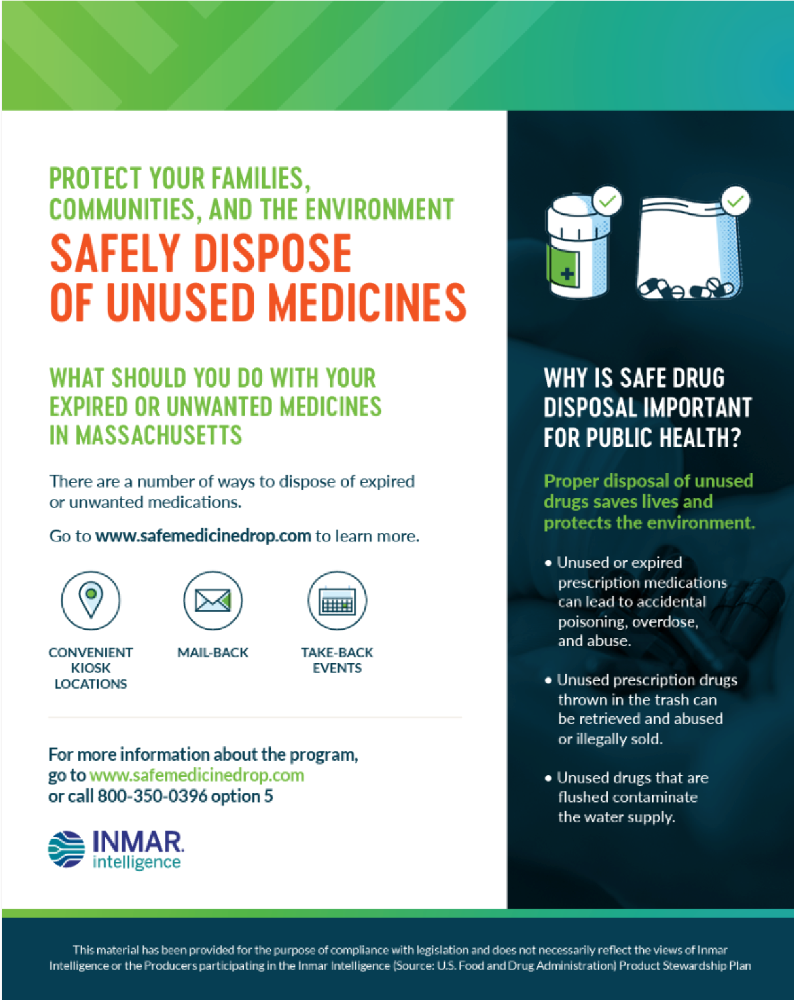 PROTECT YOUR FAMILIES,
COMMUNITIES, AND THE ENVIRONMENT
SAFELY DISPOSE
OF UNUSED MEDICINES
WHAT SHOULD YOU DO WITH YOUR
EXPIRED OR UNWANTED MEDICINES
IN MASSACHUSETTS
There are a number of ways to dispose of expired
or unwanted medications.
Go to www.safemedicinedrop.com to learn more.
CONVENIENT
KIOSK
LOCATIONS
MAIL-BACK
TAKE-BACK
EVENTS
For more information about the program,
go to www.safemedicinedrop.com
or call 800-350-0396 option 5
INMAR.
intelligence
WHY IS SAFE DRUG
DISPOSAL IMPORTANT
FOR PUBLIC HEALTH?
Proper disposal of unused
drugs saves lives and
protects the environment.
• Unused or expired
prescription medications
can lead to accidental
poisoning, overdose,
and abuse.
• Unused prescription drugs
thrown in the trash can
be retrieved and abused
or illegally sold.
• Unused drugs that are
flushed contaminate
the water supply.
This material has been provided for the purpose of compliance with legislation and does not necessarily reflect the views of Inmar
Intelligence or the Producers participating in the Inmar Intelligence (Source: U.S. Food and Drug Administration) Product Stewardship Plan